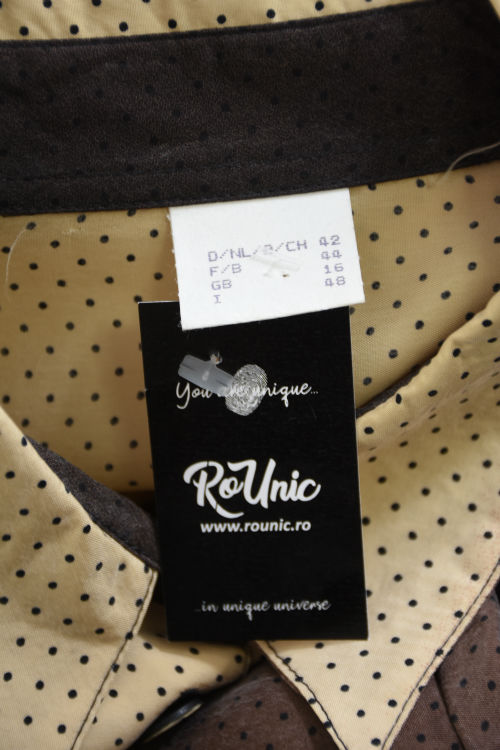 D/NL/A/CH 42
F/B 44
GB 16
I 48
You are unique...
RoUnic
www.rounic.ro
...in unique universe